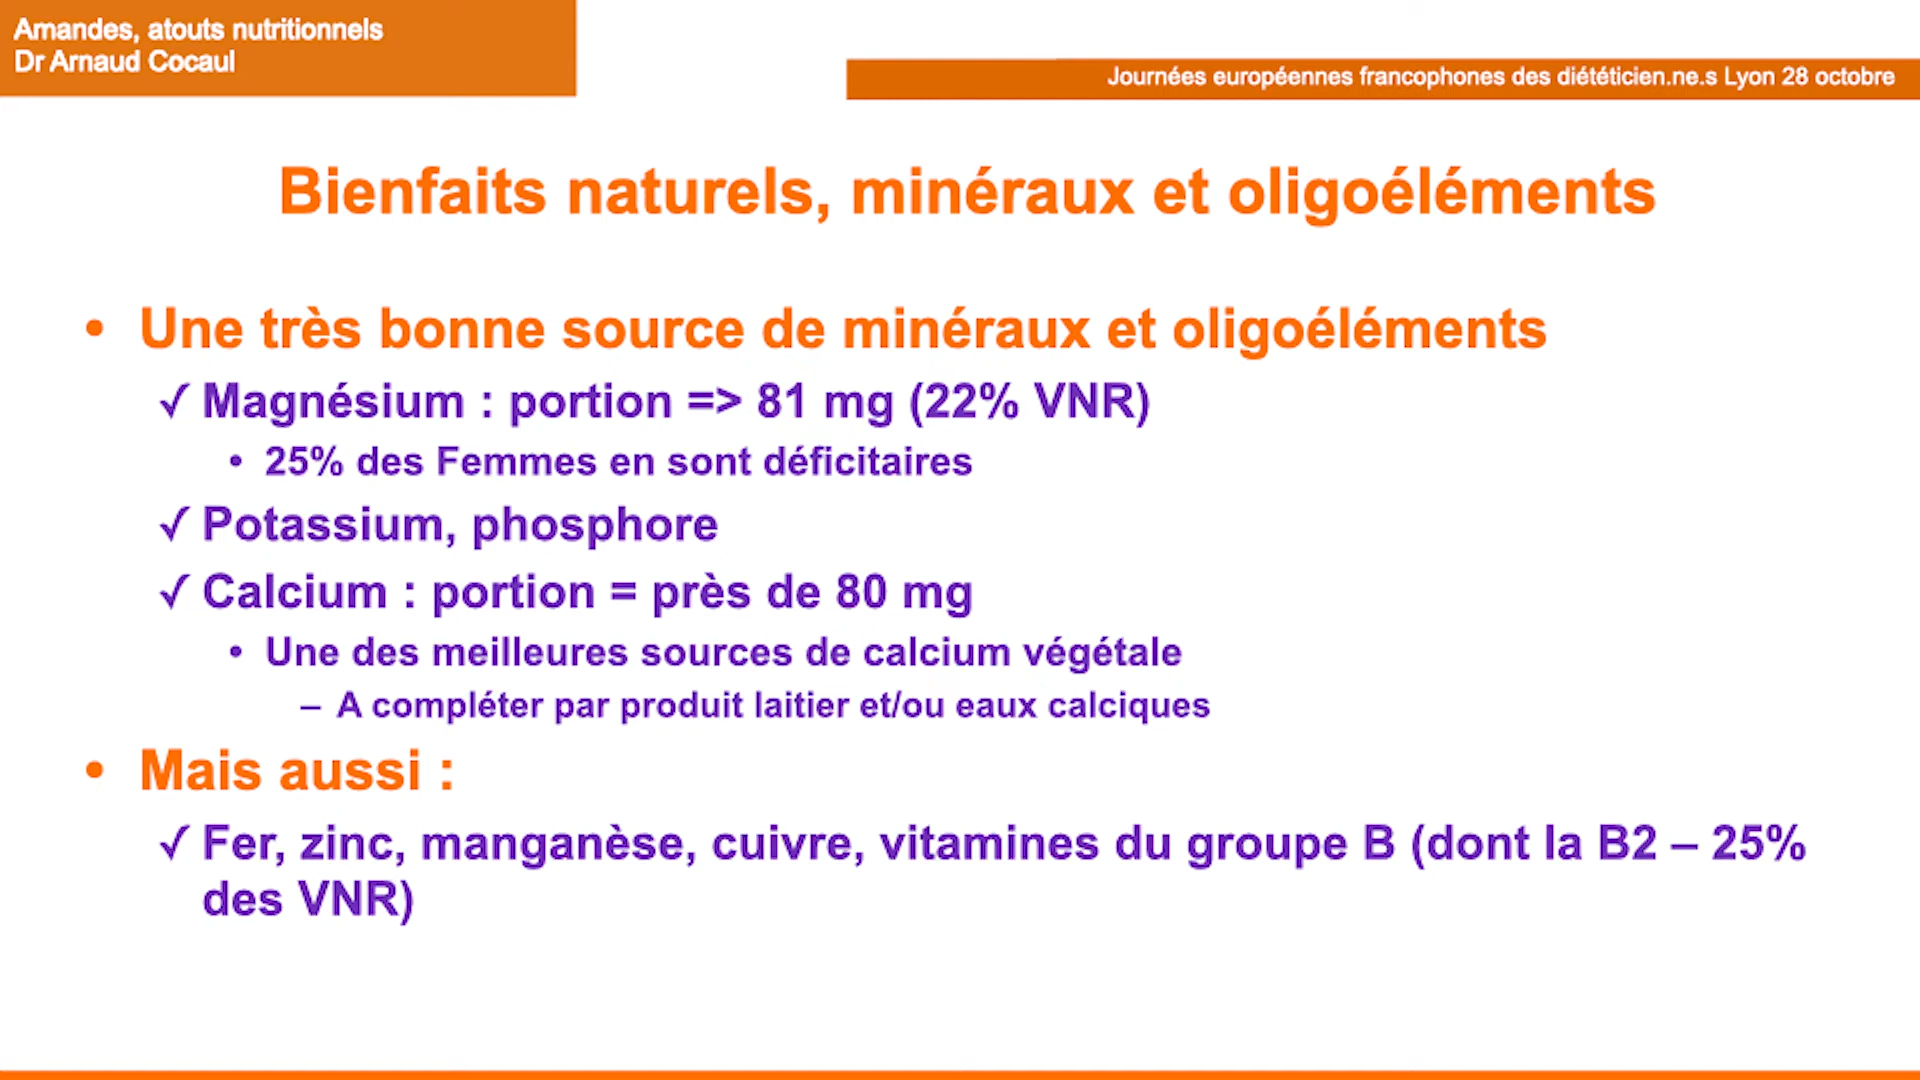 Amandes, atouts nutritionnels
Dr Arnaud Cocaul
Journées européennes francophones des diététicien.ne.s Lyon 28 octobre
Bienfaits naturels, minéraux et oligoéléments
• Une très bonne source de minéraux et oligoéléments
✓ Magnésium : portion => 81 mg (22% VNR)
• 25% des Femmes en sont déficitaires
✓ Potassium, phosphore
✓ Calcium : portion = près de 80 mg
• Une des meilleures sources de calcium végétale
– A compléter par produit laitier et/ou eaux calciques
• Mais aussi :
✓ Fer, zinc, manganèse, cuivre, vitamines du groupe B (dont la B2 – 25%
des VNR)